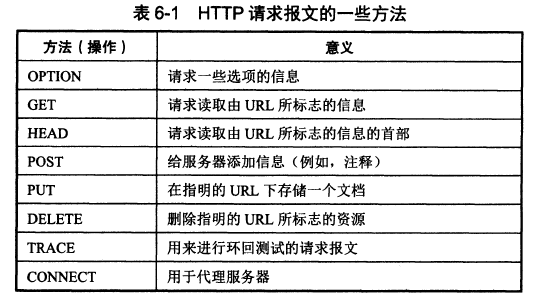 表 6-1 HTTP 请求报文的一些方法
方法（操作） 意义
OPTION 请求一些选项的信息
GET 请求读取由 URL 所标志的信息
HEAD 请求读取由 URL 所标志的信息的首部
POST 给服务器添加信息（例如，注释）
PUT 在指明的 URL 下存储一个文档
DELETE 删除指明的 URL 所标志的资源
TRACE 用来进行环回测试的请求报文
CONNECT 用于代理服务器